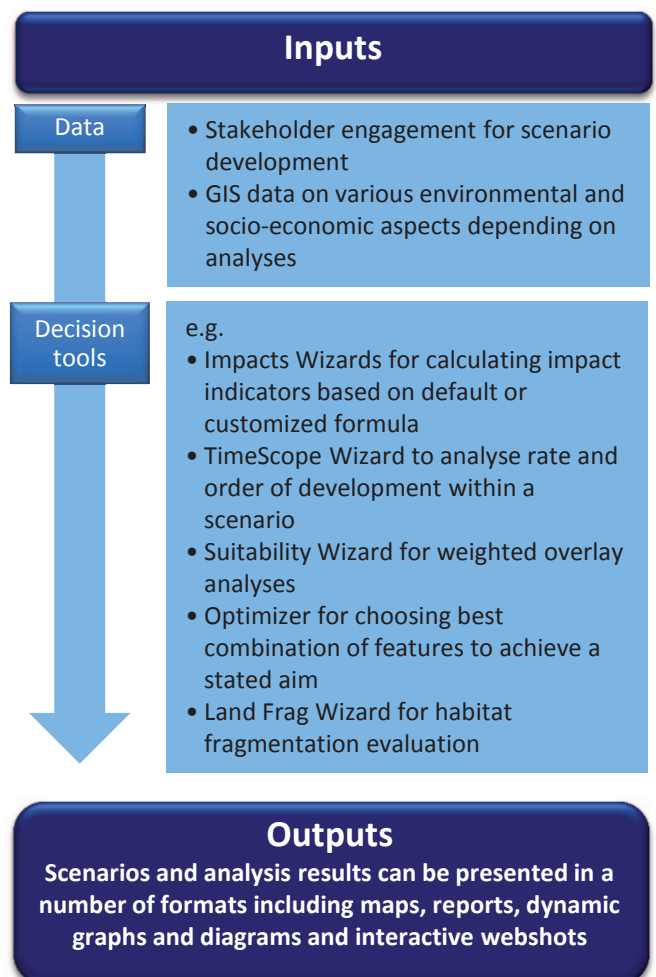 Inputs
Data
• Stakeholder engagement for scenario
development
• GIS data on various environmental and
socio-economic aspects depending on
analyses
Decision
tools
e.g.
• Impacts Wizards for calculating impact
indicators based on default or
customized formula
• TimeScope Wizard to analyse rate and
order of development within a
scenario
• Suitability Wizard for weighted overlay
analyses
• Optimizer for choosing best
combination of features to achieve a
stated aim
• Land Frag Wizard for habitat
fragmentation evaluation
Outputs
Scenarios and analysis results can be presented in a
number of formats including maps, reports, dynamic
graphs and diagrams and interactive webshots